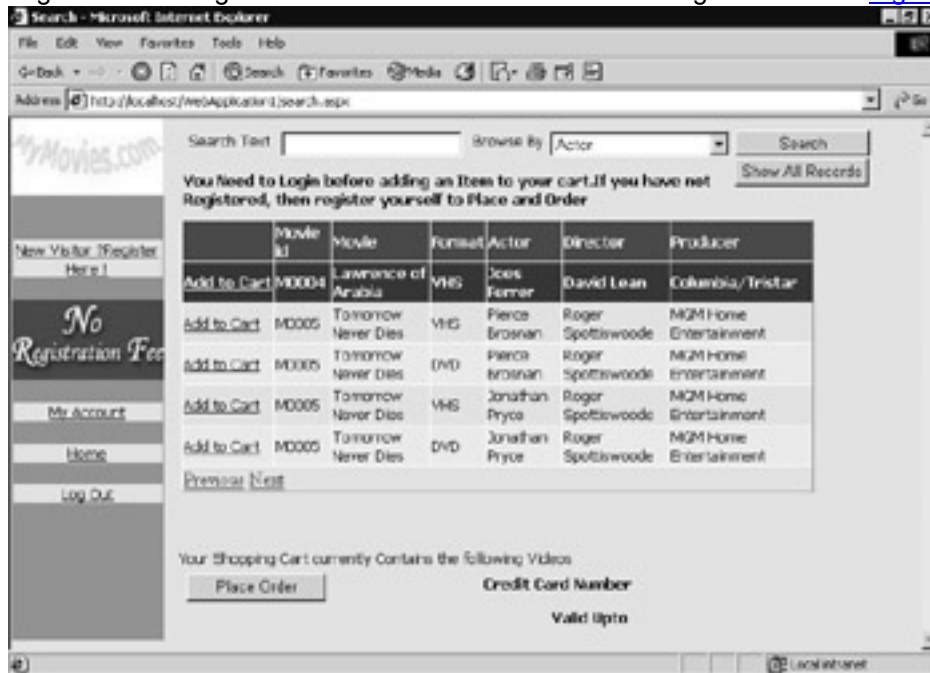 Search - Microsoft Internet Explorer
File Edit View Favorites Tools Help
Back Search Favorites Media
Address http://localhost/WebApplication1/search.aspx Go
MyMovies.com
Search Text Browse By Actor Search
Show All Records
You Need to Login before adding an Item to your cart.If you have not
Registered, then register yourself to Place and Order
New Visitor ?Register
Here !
No
Registration Fee
My Account
Home
Log Out
Movie Id Movie Format Actor Director Producer
Add to Cart M0004 Lawrence of Arabia VHS Joes Ferrer David Lean Columbia/Tristar
Add to Cart M0005 Tomorrow Never Dies VHS Pierce Brosnan Roger Spottiswoode MGM Home Entertainment
Add to Cart M0005 Tomorrow Never Dies DVD Pierce Brosnan Roger Spottiswoode MGM Home Entertainment
Add to Cart M0005 Tomorrow Never Dies VHS Jonathan Pryce Roger Spottiswoode MGM Home Entertainment
Add to Cart M0005 Tomorrow Never Dies DVD Jonathan Pryce Roger Spottiswoode MGM Home Entertainment
Previous Next
Your Shopping Cart currently Contains the following Videos
Place Order Credit Card Number
Valid Upto
Local intranet